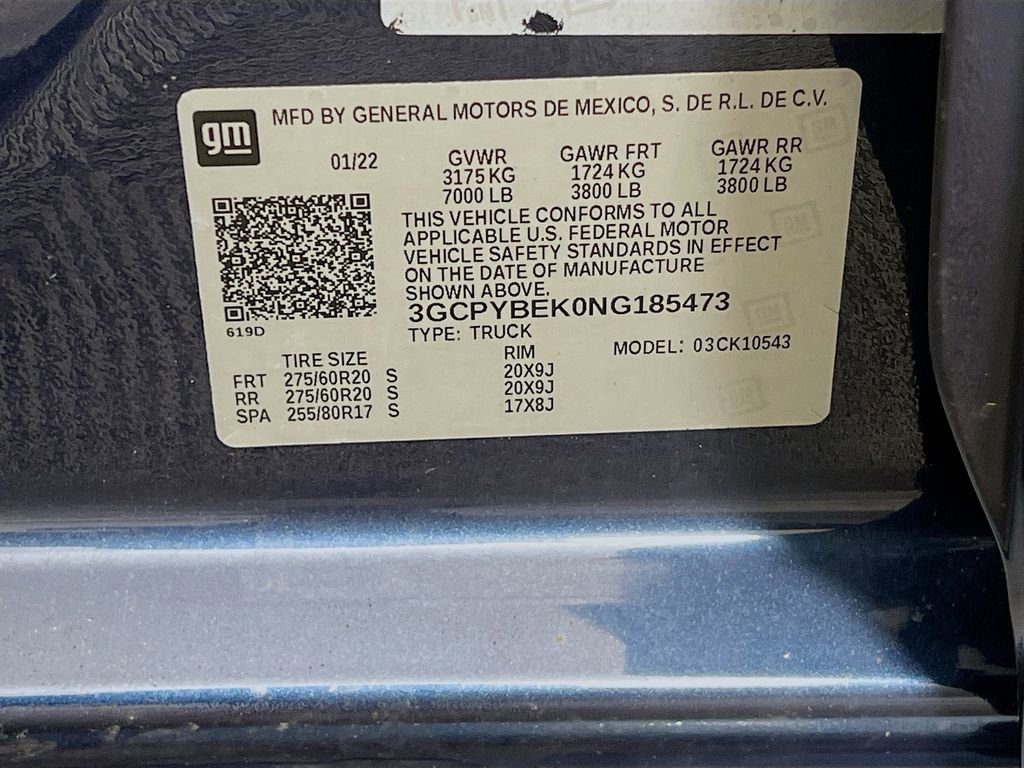 gm
MFD BY GENERAL MOTORS DE MEXICO, S. DE R.L. DE C.V.
01/22 GVWR GAWR FRT GAWR RR
3175 KG 1724 KG 1724 KG
7000 LB 3800 LB 3800 LB
THIS VEHICLE CONFORMS TO ALL
APPLICABLE U.S. FEDERAL MOTOR
VEHICLE SAFETY STANDARDS IN EFFECT
ON THE DATE OF MANUFACTURE
SHOWN ABOVE.
3GCPYBEK0NG185473
619D
TYPE: TRUCK
MODEL: 03CK10543
TIRE SIZE RIM
FRT 275/60R20 S 20X9J
RR 275/60R20 S 20X9J
SPA 255/80R17 S 17X8J